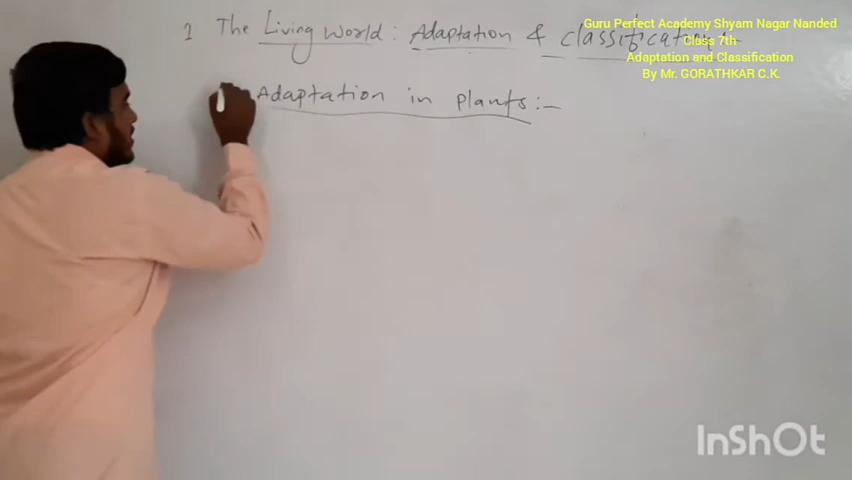 1 The Living World : Adaptation & classification :-
Adaptation in plants :-
Guru Perfect Academy Shyam Nagar Nanded
Class 7th
Adaptation and Classification
By Mr. GORATHKAR C.K.
InShOt